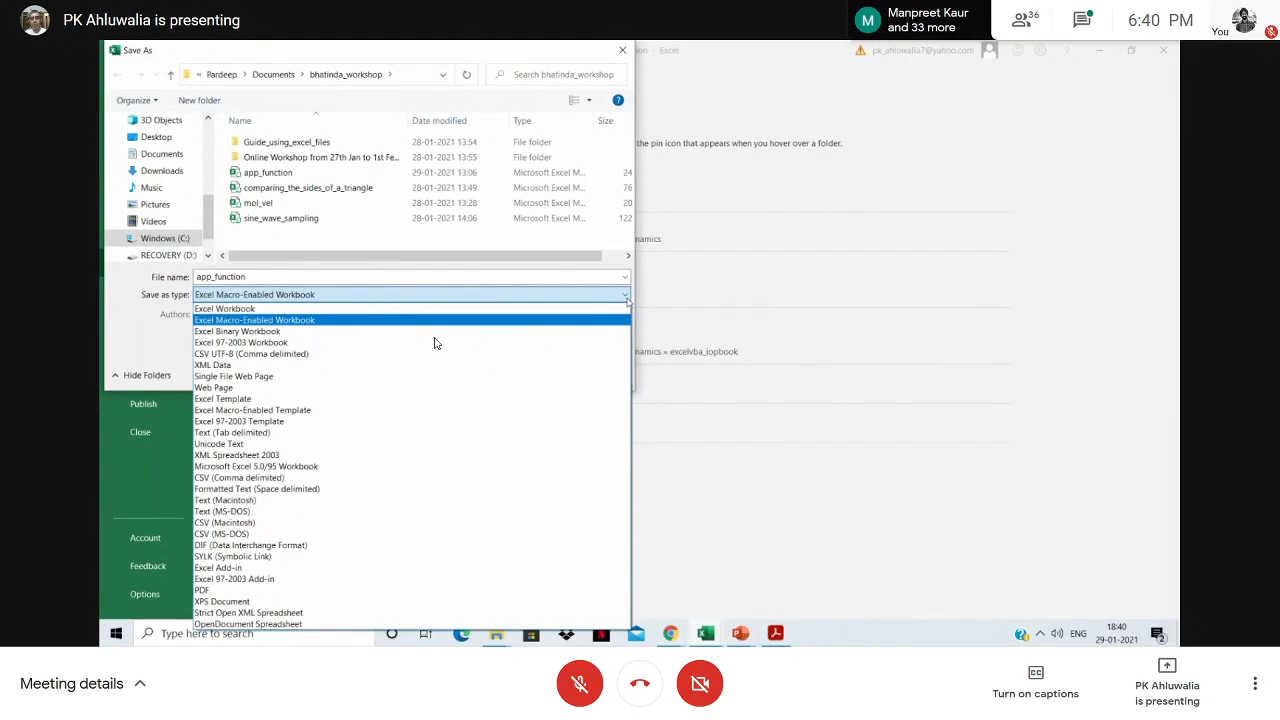 PK Ahluwalia is presenting
M Manpreet Kaur
and 33 more
36
6:40 PM
You
Save As
on - Excel
pk_ahluwalia7@yahoo.com
« Pardeep > Documents > bhatinda_workshop >
Search bhatinda_workshop
Organize
New folder
Name Date modified Type Size
3D Objects
Desktop
Documents
Downloads
Music
Pictures
Videos
Windows (C:)
RECOVERY (D:)
Guide_using_excel_files 28-01-2021 13:54 File folder
Online Workshop from 27th Jan to 1st Fe... 28-01-2021 13:55 File folder
app_function 29-01-2021 13:06 Microsoft Excel M... 24
comparing_the_sides_of_a_triangle 28-01-2021 13:49 Microsoft Excel M... 76
mol_vel 28-01-2021 13:28 Microsoft Excel M... 20
sine_wave_sampling 28-01-2021 14:06 Microsoft Excel M... 122
the pin icon that appears when you hover over a folder.
namics
namics » excelvba_iopbook
File name: app_function
Save as type: Excel Macro-Enabled Workbook
Authors:
Excel Workbook
Excel Macro-Enabled Workbook
Excel Binary Workbook
Excel 97-2003 Workbook
CSV UTF-8 (Comma delimited)
XML Data
Single File Web Page
Web Page
Excel Template
Excel Macro-Enabled Template
Excel 97-2003 Template
Text (Tab delimited)
Unicode Text
XML Spreadsheet 2003
Microsoft Excel 5.0/95 Workbook
CSV (Comma delimited)
Formatted Text (Space delimited)
Text (Macintosh)
Text (MS-DOS)
CSV (Macintosh)
CSV (MS-DOS)
DIF (Data Interchange Format)
SYLK (Symbolic Link)
Excel Add-in
Excel 97-2003 Add-in
PDF
XPS Document
Strict Open XML Spreadsheet
OpenDocument Spreadsheet
Hide Folders
Publish
Close
Account
Feedback
Options
Type here to search
ENG
18:40
29-01-2021
2
Meeting details
CC
Turn on captions
PK Ahluwalia
is presenting